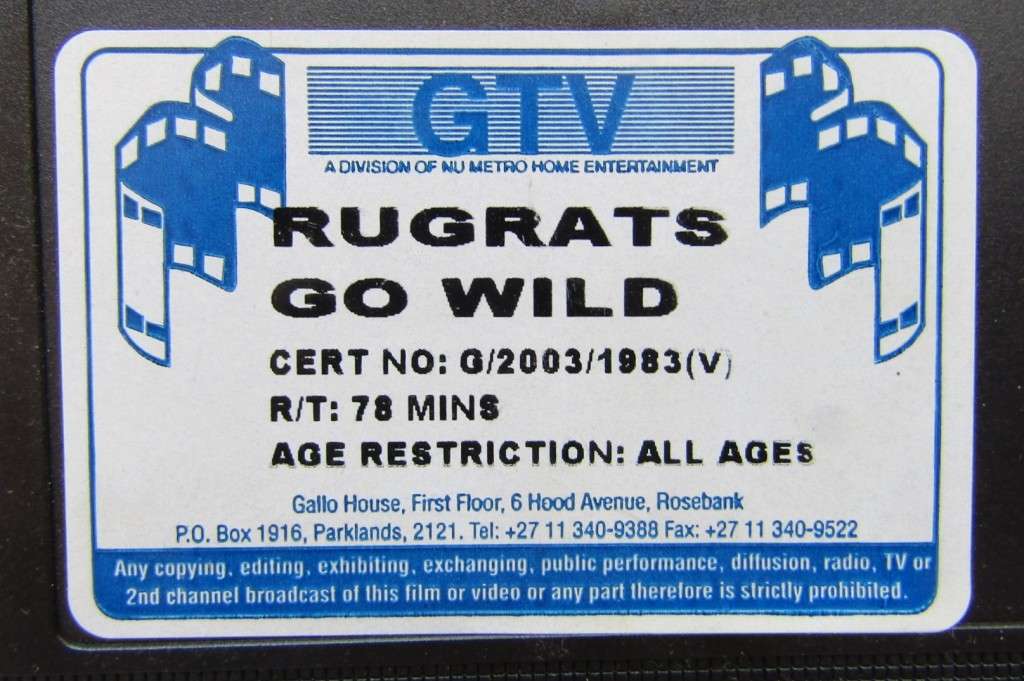 GTV
A DIVISION OF NU METRO HOME ENTERTAINMENT
RUGRATS
GO WILD
CERT NO: G/2003/1983(V)
R/T: 78 MINS
AGE RESTRICTION: ALL AGES
Gallo House, First Floor, 6 Hood Avenue, Rosebank
P.O. Box 1916, Parklands, 2121. Tel: +27 11 340-9388 Fax: +27 11 340-9522
Any copying, editing, exhibiting, exchanging, public performance, diffusion, radio, TV or
2nd channel broadcast of this film or video or any part therefore is strictly prohibited.